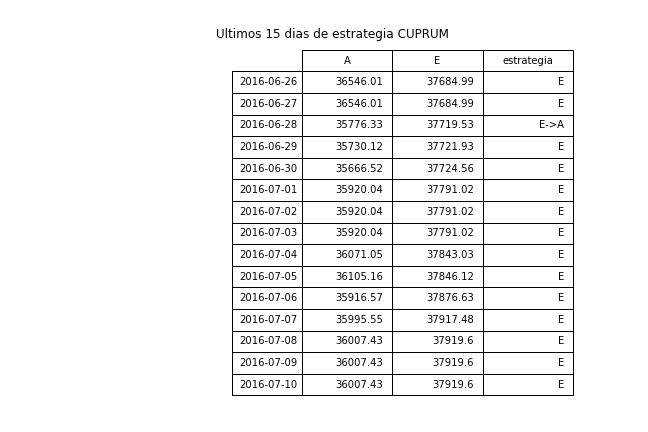 Ultimos 15 dias de estrategia CUPRUM
A E estrategia
2016-06-26 36546.01 37684.99 E
2016-06-27 36546.01 37684.99 E
2016-06-28 35776.33 37719.53 E->A
2016-06-29 35730.12 37721.93 E
2016-06-30 35666.52 37724.56 E
2016-07-01 35920.04 37791.02 E
2016-07-02 35920.04 37791.02 E
2016-07-03 35920.04 37791.02 E
2016-07-04 36071.05 37843.03 E
2016-07-05 36105.16 37846.12 E
2016-07-06 35916.57 37876.63 E
2016-07-07 35995.55 37917.48 E
2016-07-08 36007.43 37919.6 E
2016-07-09 36007.43 37919.6 E
2016-07-10 36007.43 37919.6 E